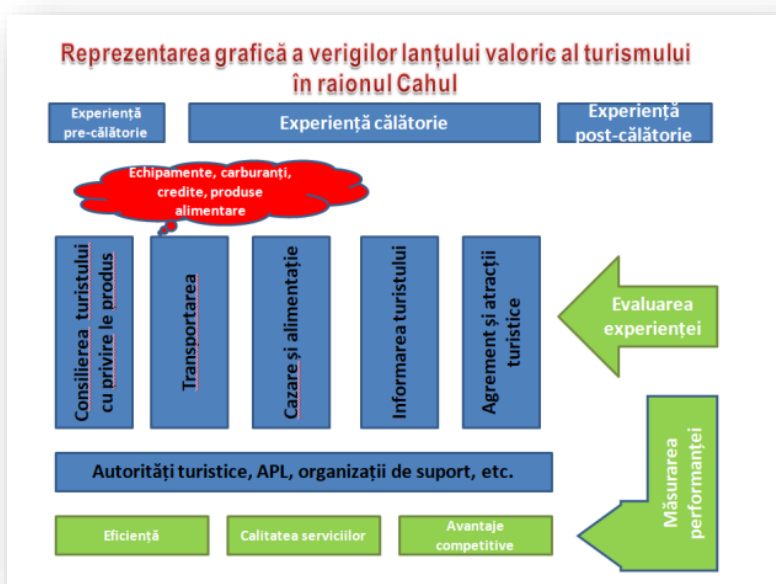 Reprezentarea grafică a verigilor lanțului valoric al turismului
în raionul Cahul
Experiență
pre-călătorie
Experiență călătorie
Experiență
post-călătorie
Echipamente, carburanți,
credite, produse
alimentare
Consilierea turistului
cu privire le produs
Transportarea
Cazare și alimentație
Informarea turistului
Agrement și atracții
turistice
Evaluarea
experienței
Autorități turistice, APL, organizații de suport, etc.
Măsurarea
performanței
Eficiență
Calitatea serviciilor
Avantaje
competitive